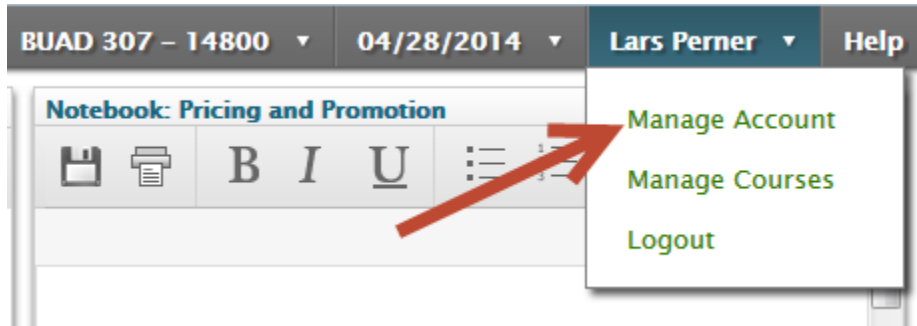 BUAD 307 – 14800 ▼ 04/28/2014 ▼ Lars Perner ▼ Help
Notebook: Pricing and Promotion
B I U
Manage Account
Manage Courses
Logout